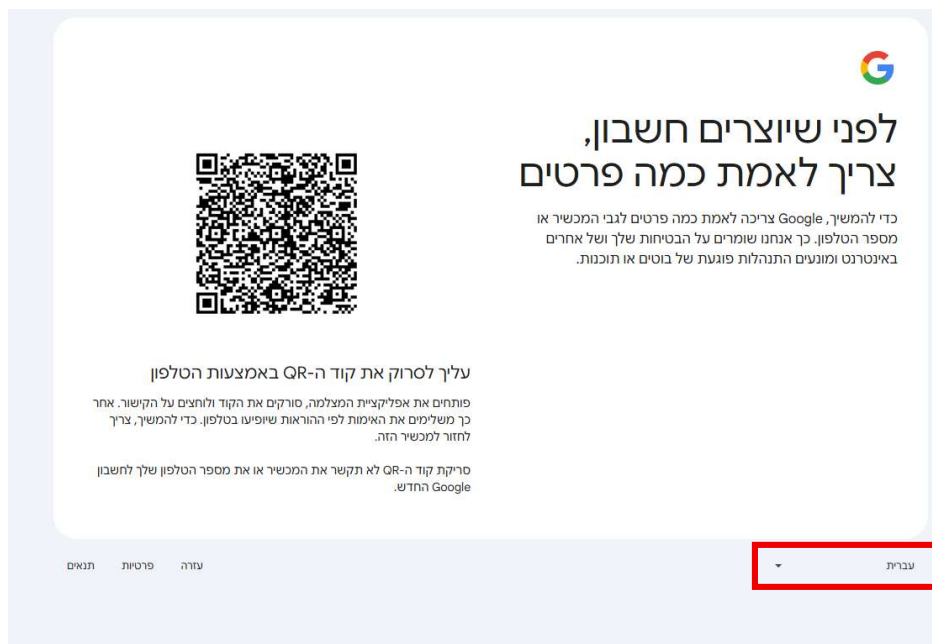 לפני שיוצרים חשבון,
צריך לאמת כמה פרטים
כדי להמשיך, Google צריכה לאמת כמה פרטים לגבי המכשיר או
מספר הטלפון. כך אנחנו שומרים על הבטיחות שלך ושל אחרים
באינטרנט ומונעים התנהלות פוגעת של בוטים או תוכנות.
עליך לסרוק את קוד ה-QR באמצעות הטלפון
פותחים את אפליקציית המצלמה, סורקים את הקוד ולוחצים על הקישור. אחר
כך משלימים את האימות לפי ההוראות שיופיעו בטלפון. כדי להמשיך, צריך
לחזור למכשיר הזה.
סריקת קוד ה-QR לא תקשר את המכשיר או את מספר הטלפון שלך לחשבון
Google החדש.
עברית
עזרה פרטיות תנאים